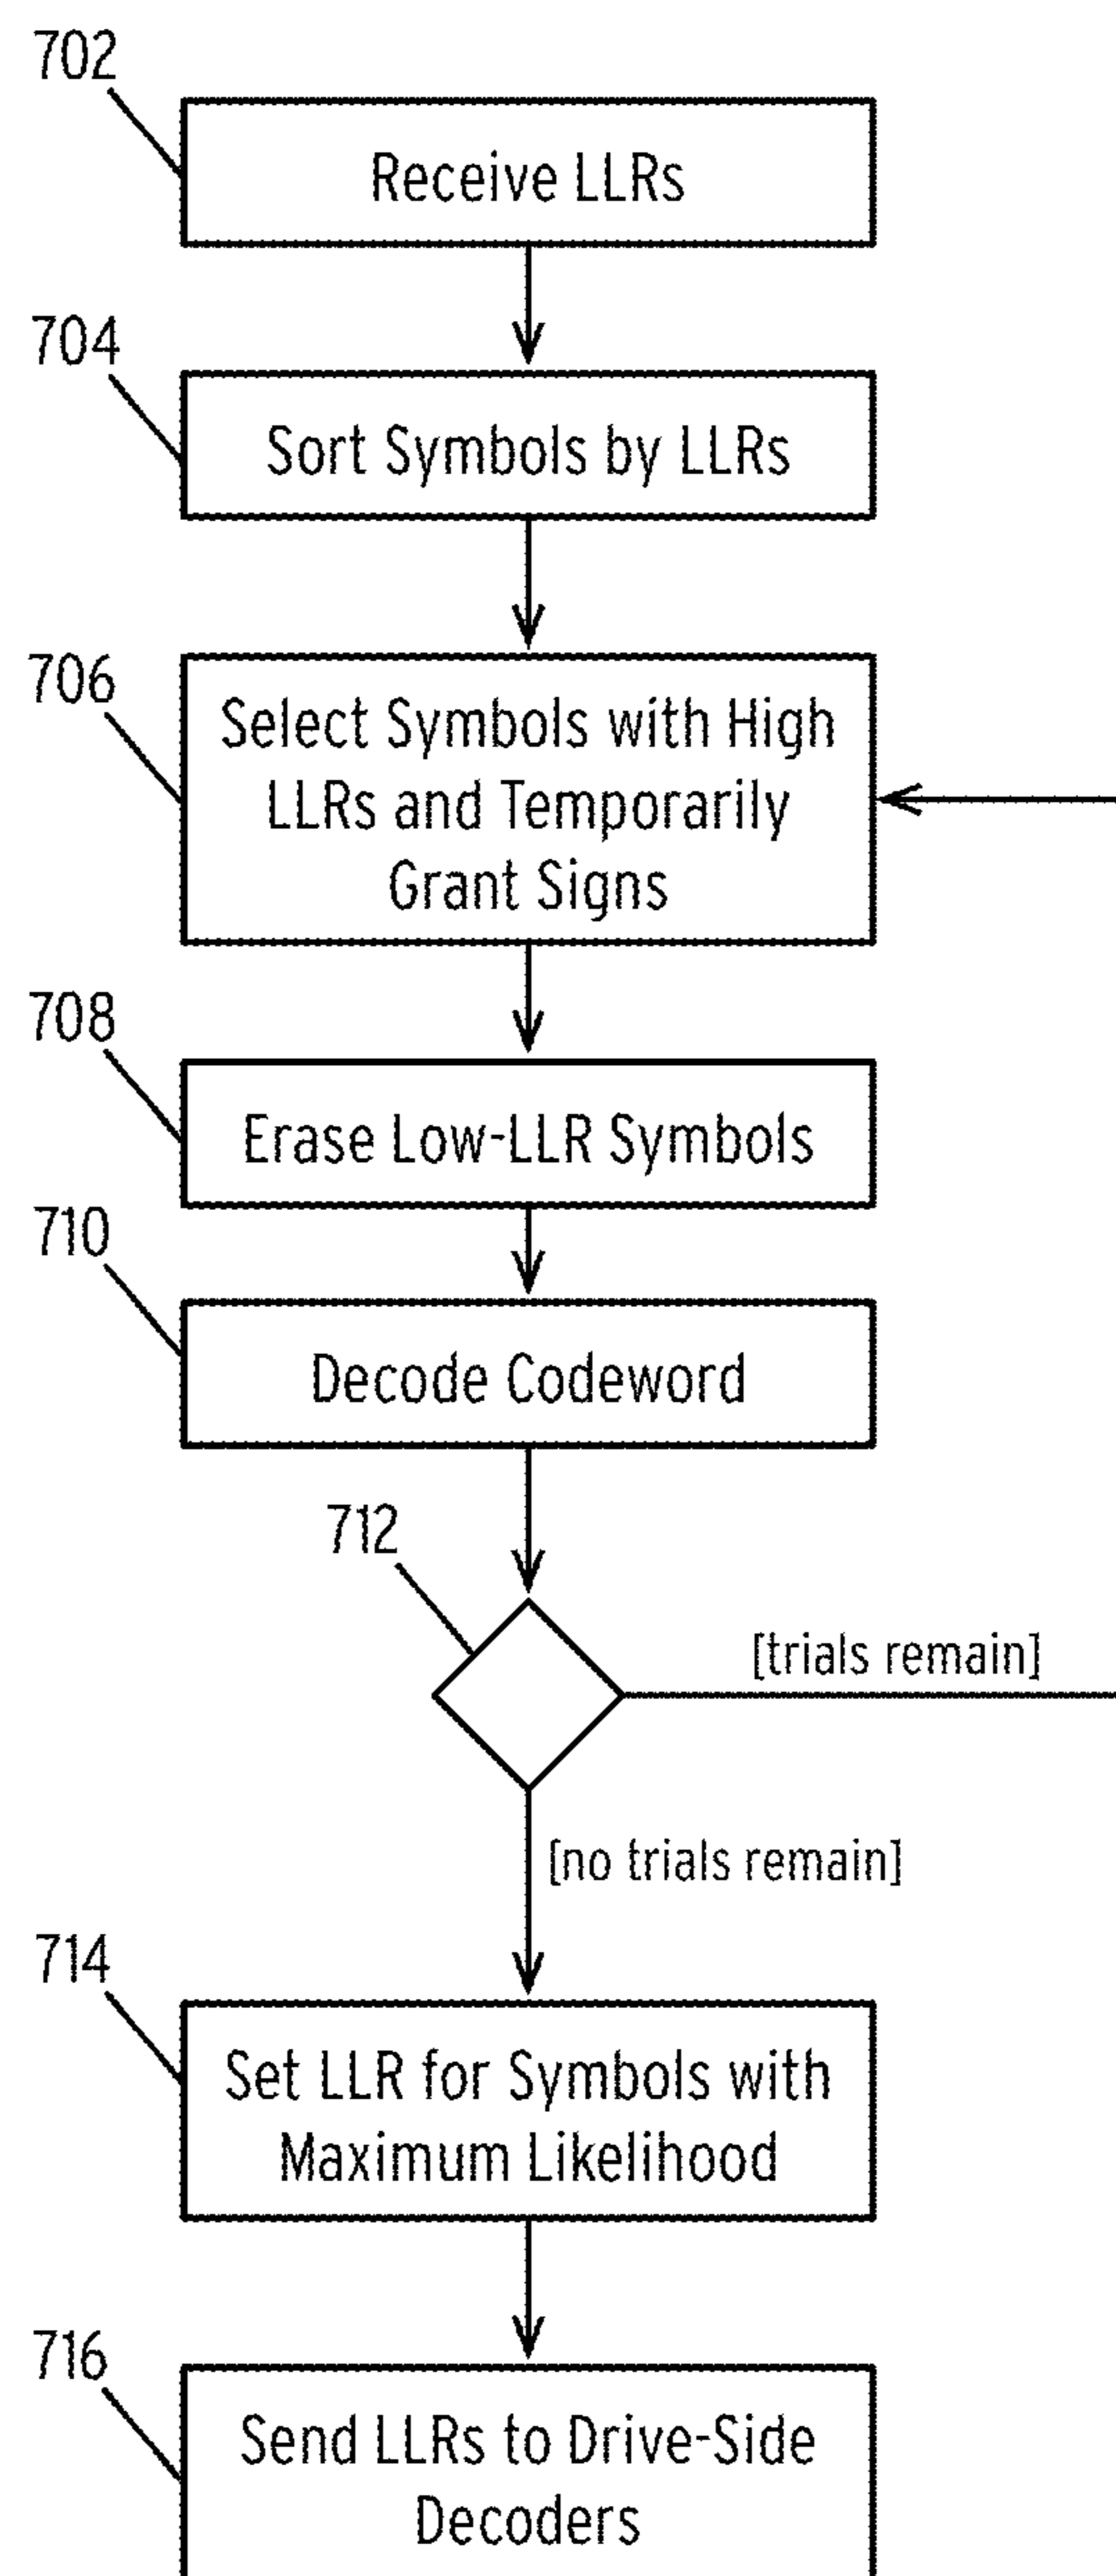 702
Receive LLRs
704
Sort Symbols by LLRs
706
Select Symbols with High
LLRs and Temporarily
Grant Signs
708
Erase Low-LLR Symbols
710
Decode Codeword
712
[trials remain]
[no trials remain]
714
Set LLR for Symbols with
Maximum Likelihood
716
Send LLRs to Drive-Side
Decoders